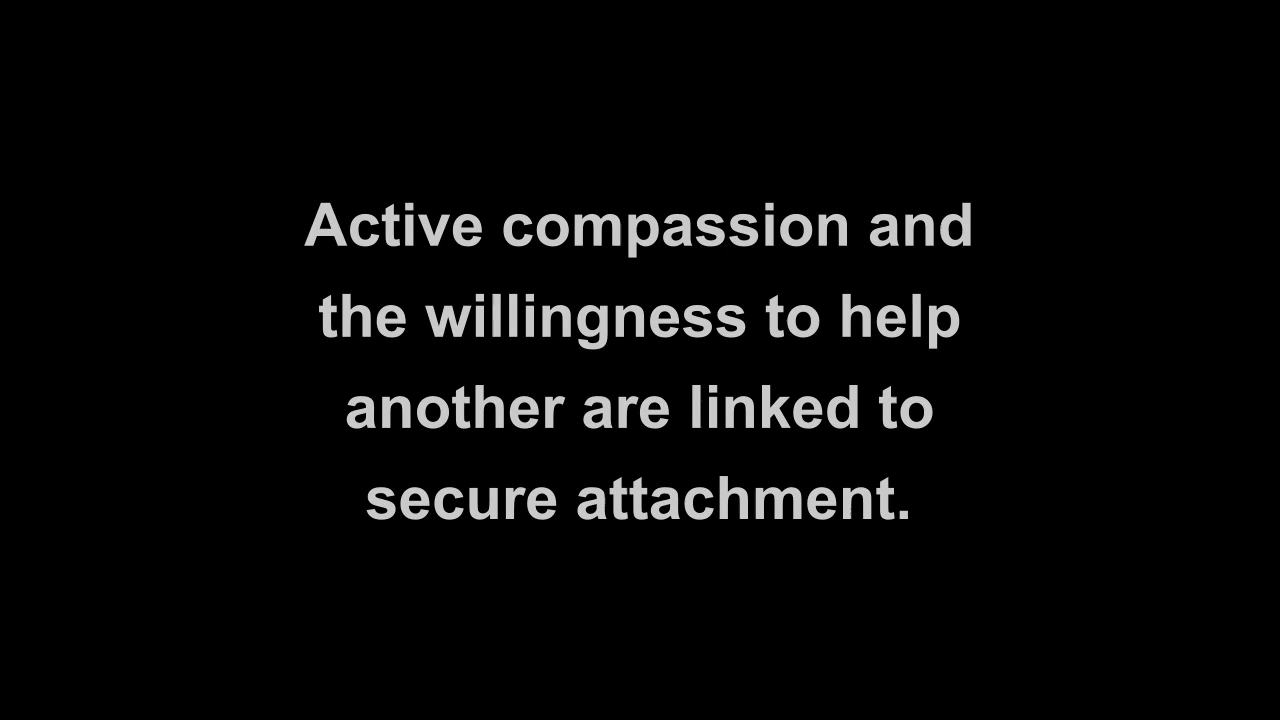 Active compassion and
the willingness to help
another are linked to
secure attachment.